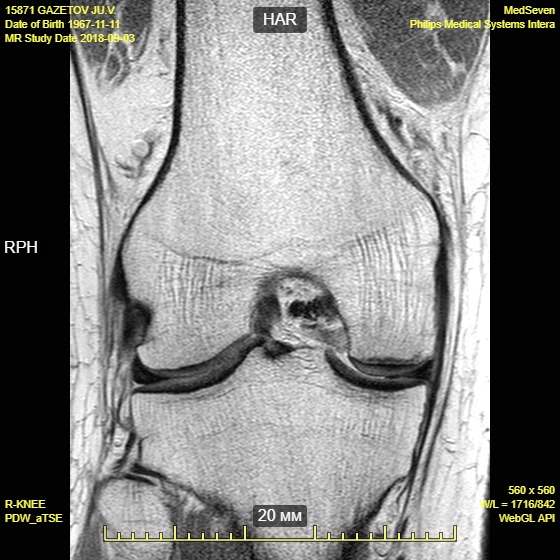 15871 GAZETOV JU.V.
Date of Birth 1967-11-11
MR Study Date 2018-09-03
HAR
MedSeven
Philips Medical Systems Intera
RPH
R-KNEE
PDW_aTSE
20 мм
560 x 560
W/L = 1716/842
WebGL API